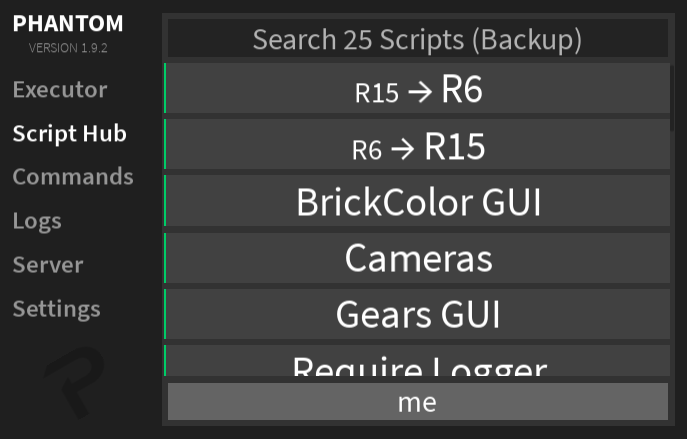 PHANTOM
VERSION 1.9.2
Executor
Script Hub
Commands
Logs
Server
Settings
Search 25 Scripts (Backup)
R15 → R6
R6 → R15
BrickColor GUI
Cameras
Gears GUI
Require Logger
me